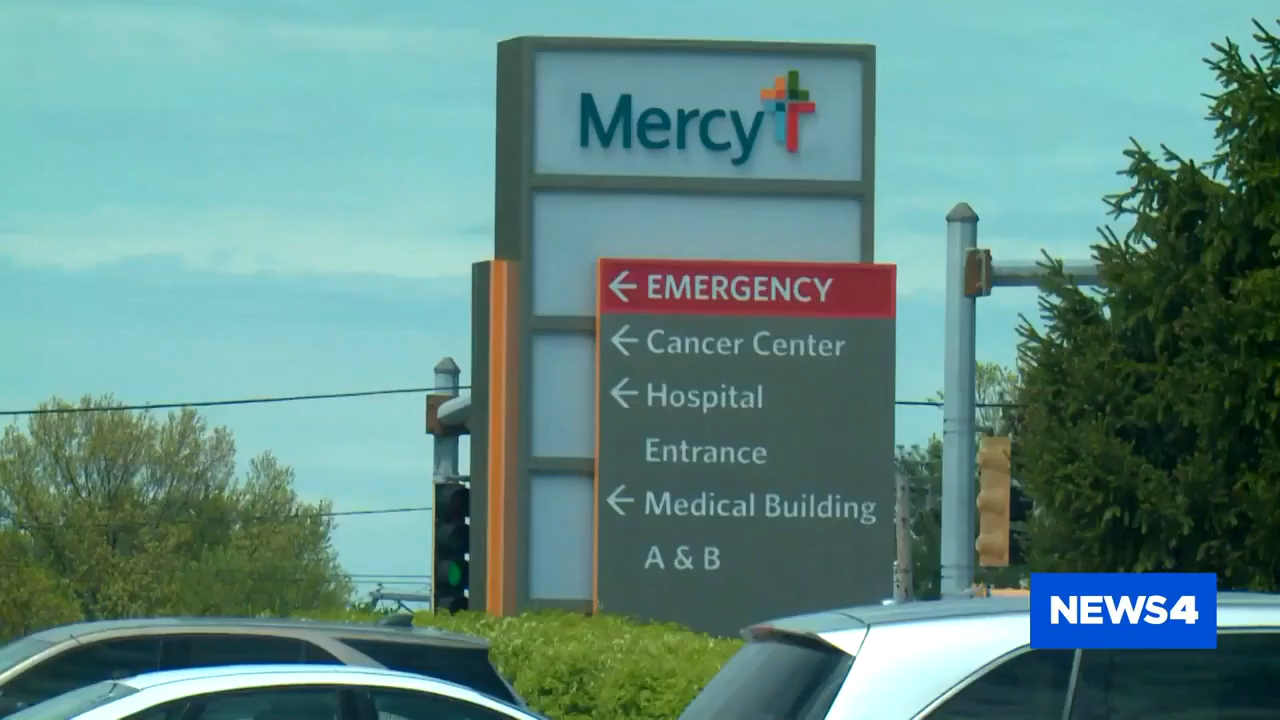 Mercy
← EMERGENCY
← Cancer Center
← Hospital
Entrance
← Medical Building
A & B
NEWS4